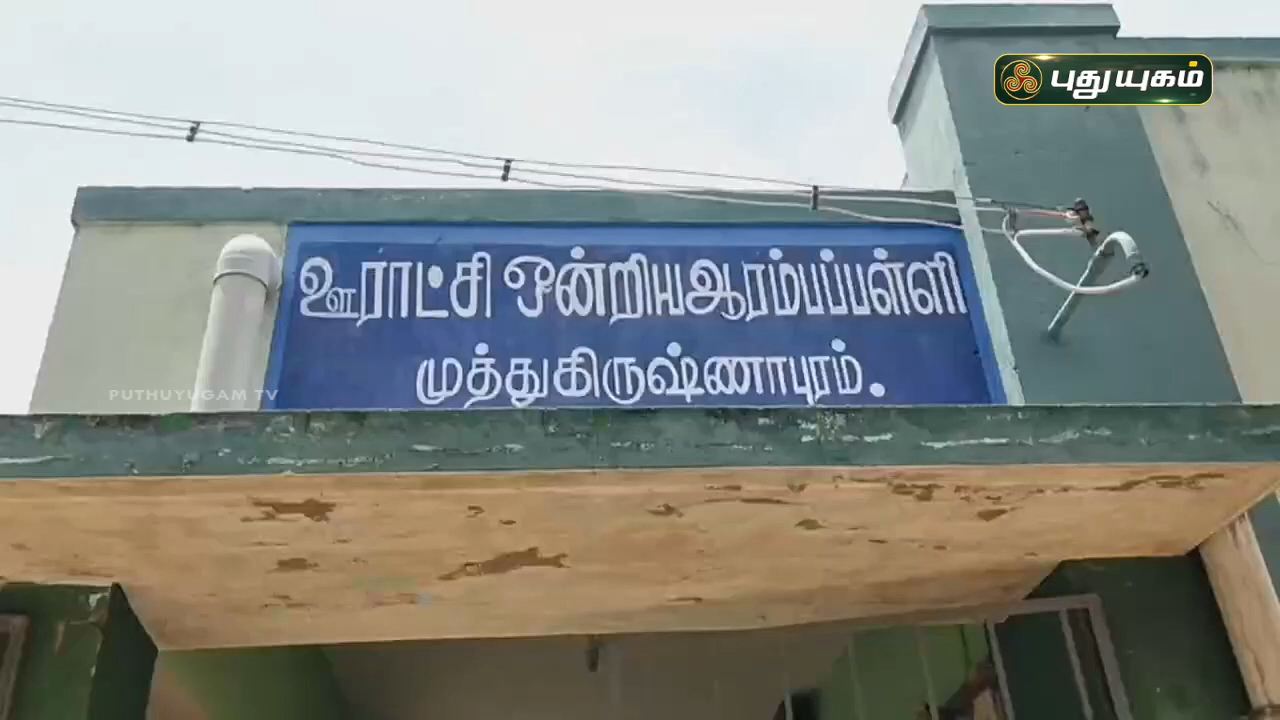 புதுயுகம்
ஊராட்சி ஒன்றியஆரம்பப்பள்ளி
முத்துகிருஷ்ணாபுரம்.
PUTHUYUGAM TV